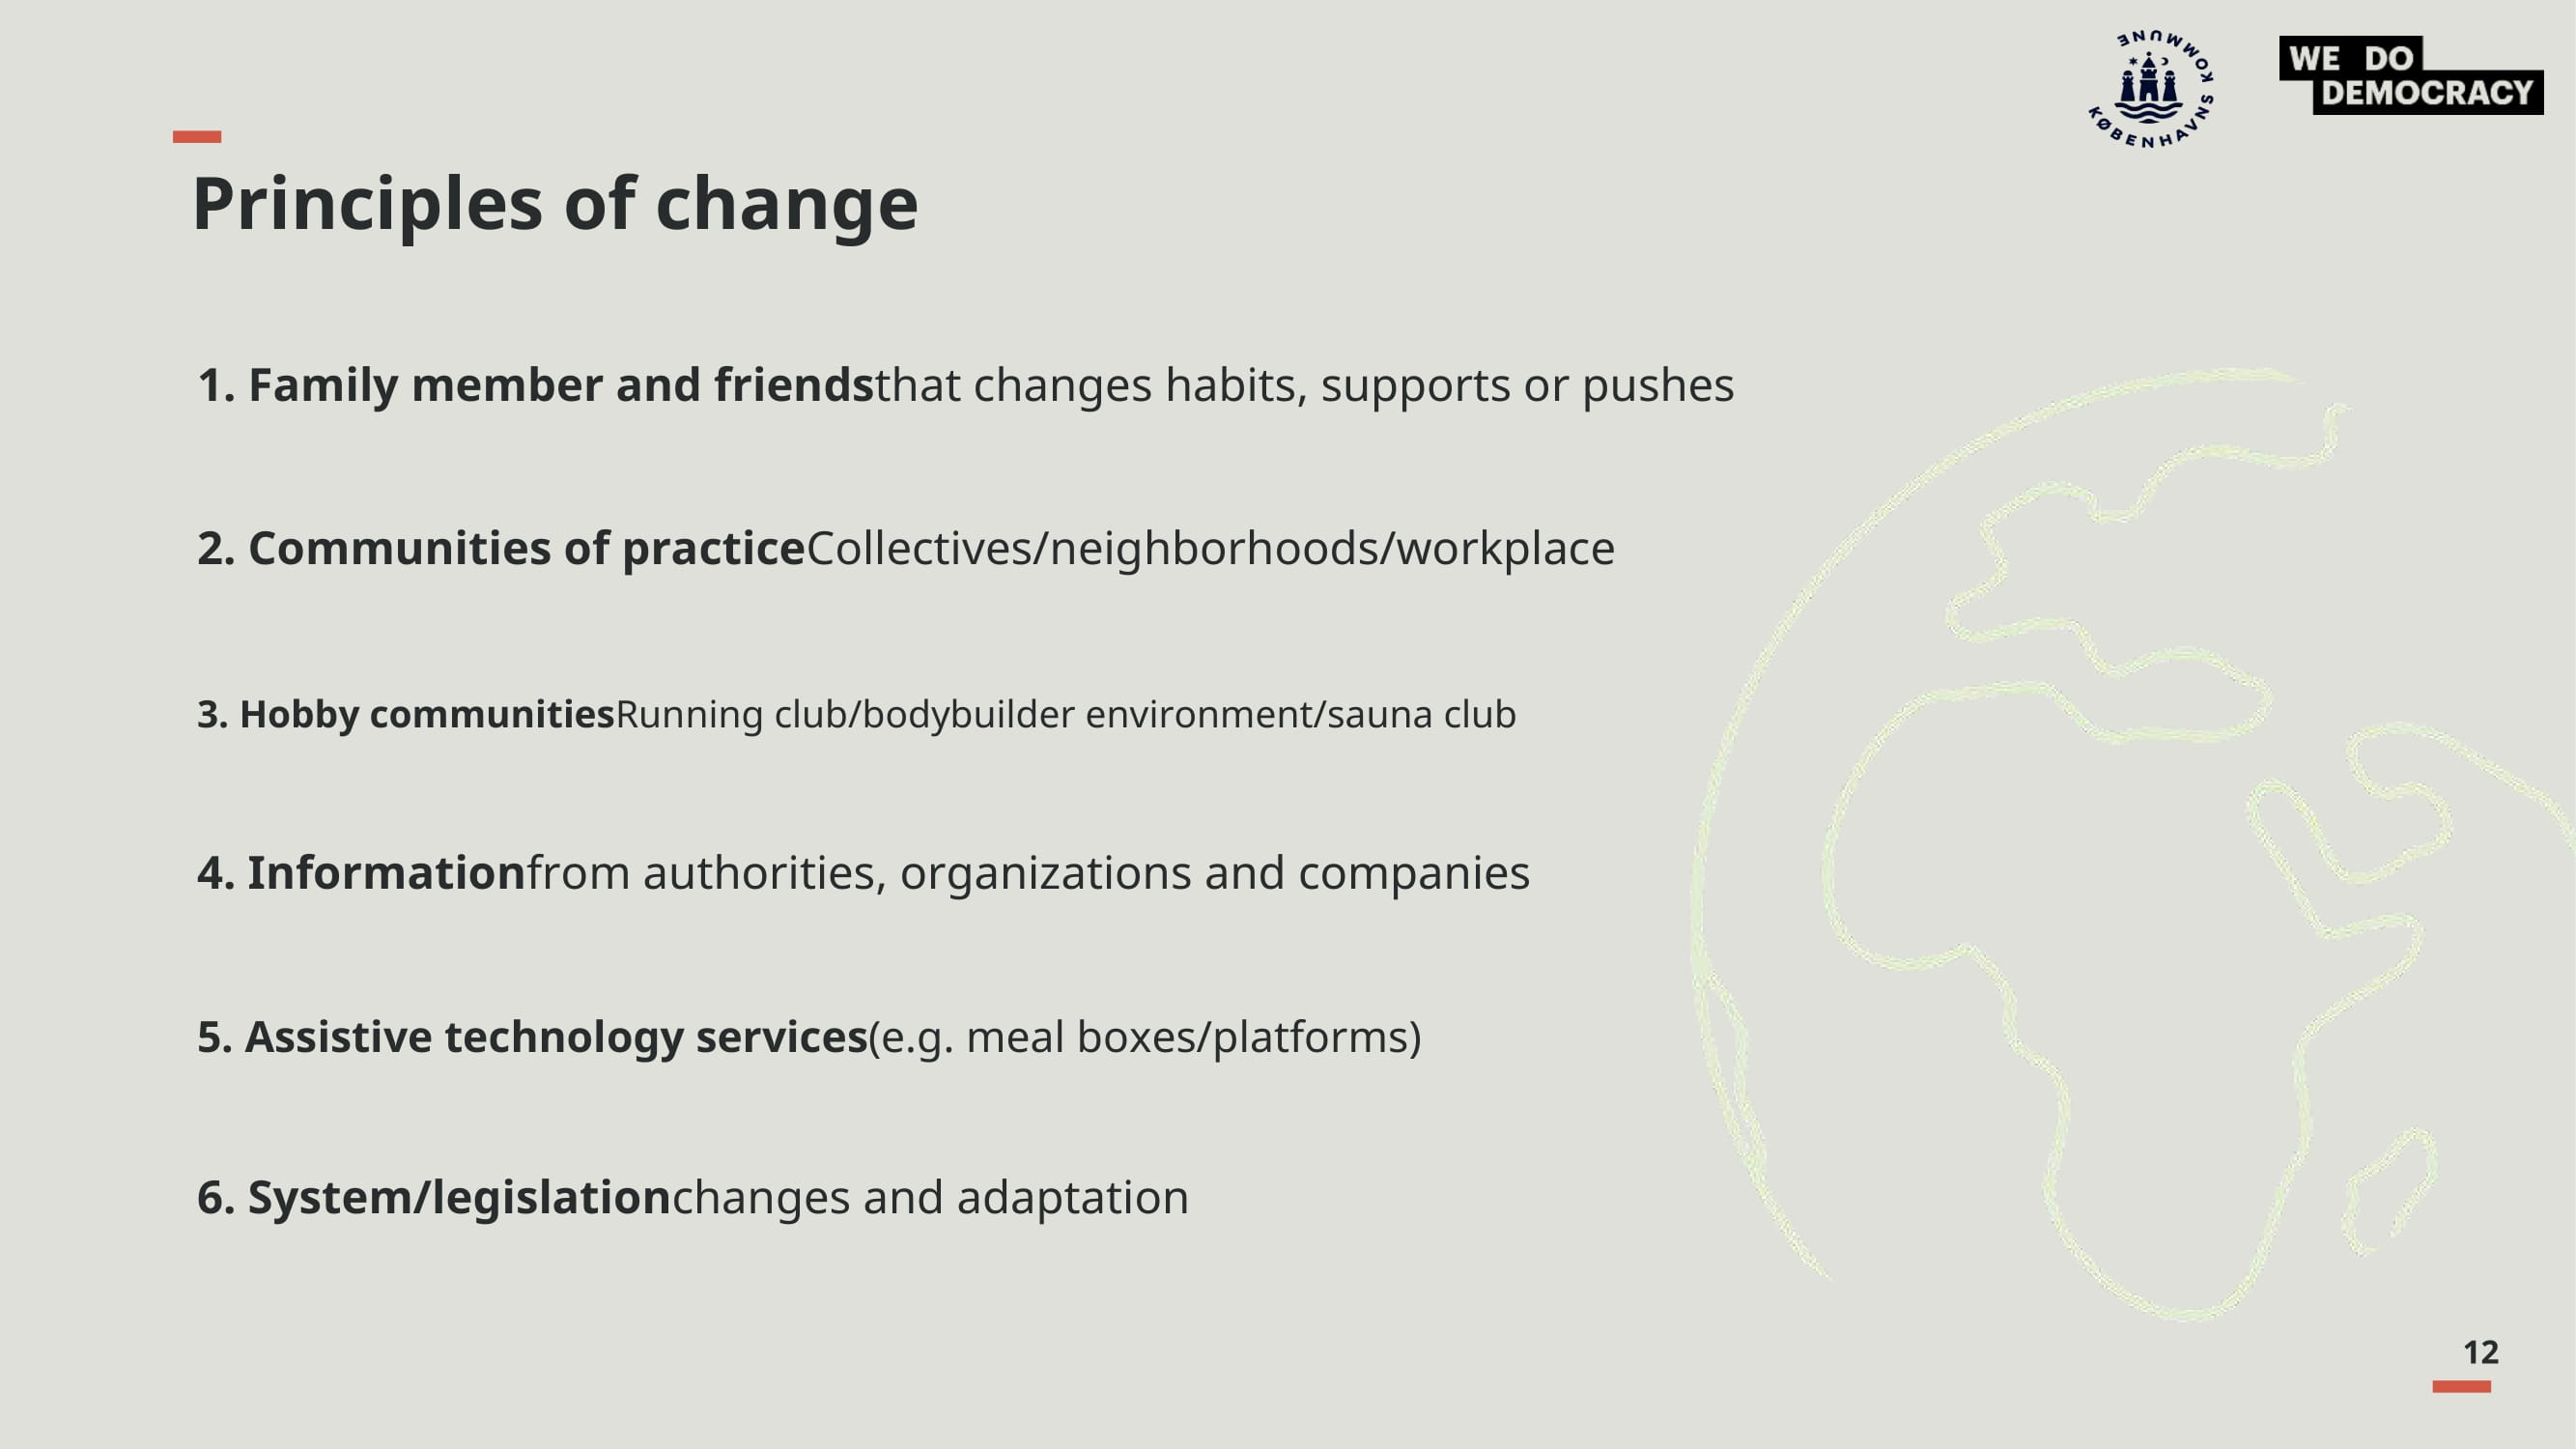 KØBENHAVNS KOMMUNE
WE DO
DEMOCRACY
Principles of change
1. Family member and friendsthat changes habits, supports or pushes
2. Communities of practiceCollectives/neighborhoods/workplace
3. Hobby communitiesRunning club/bodybuilder environment/sauna club
4. Informationfrom authorities, organizations and companies
5. Assistive technology services(e.g. meal boxes/platforms)
6. System/legislationchanges and adaptation
12